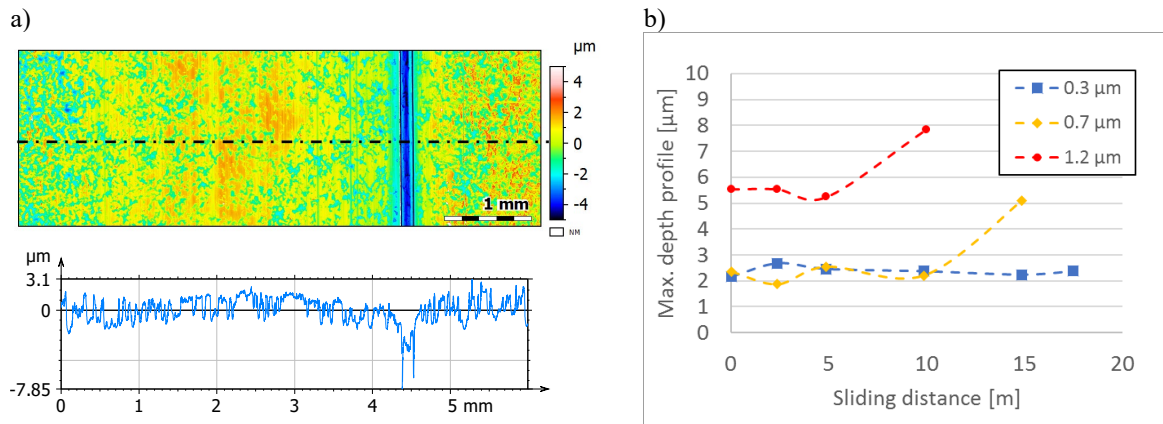 a)
µm
4
2
0
-2
-4
NM
1 mm
µm
3.1
0
-7.85
0 1 2 3 4 5 mm
b)
10
9
8
7
6
5
4
3
2
1
0
Max. depth profile [µm]
0 5 10 15 20
Sliding distance [m]
0.3 µm
0.7 µm
1.2 µm